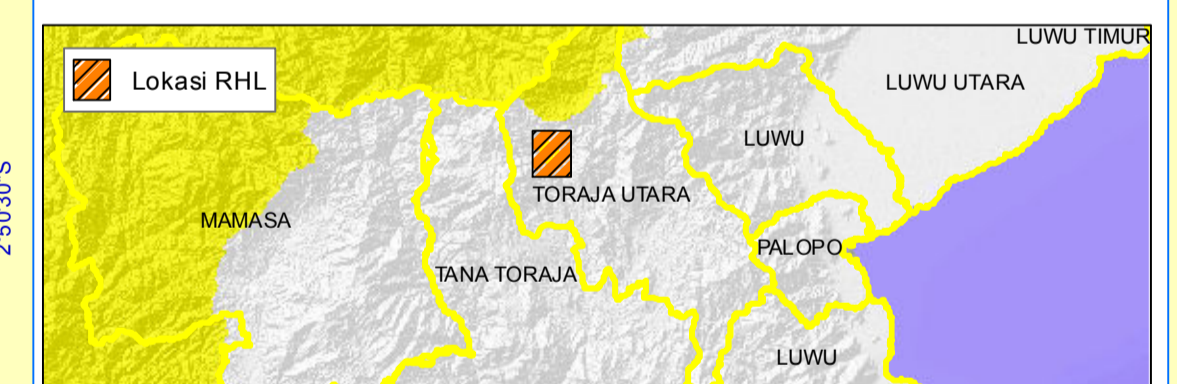 LUWU TIMUR
Lokasi RHL
LUWU UTARA
LUWU
TORAJA UTARA
MAMASA
PALOPO
TANA TORAJA
LUWU
2°50'30"S